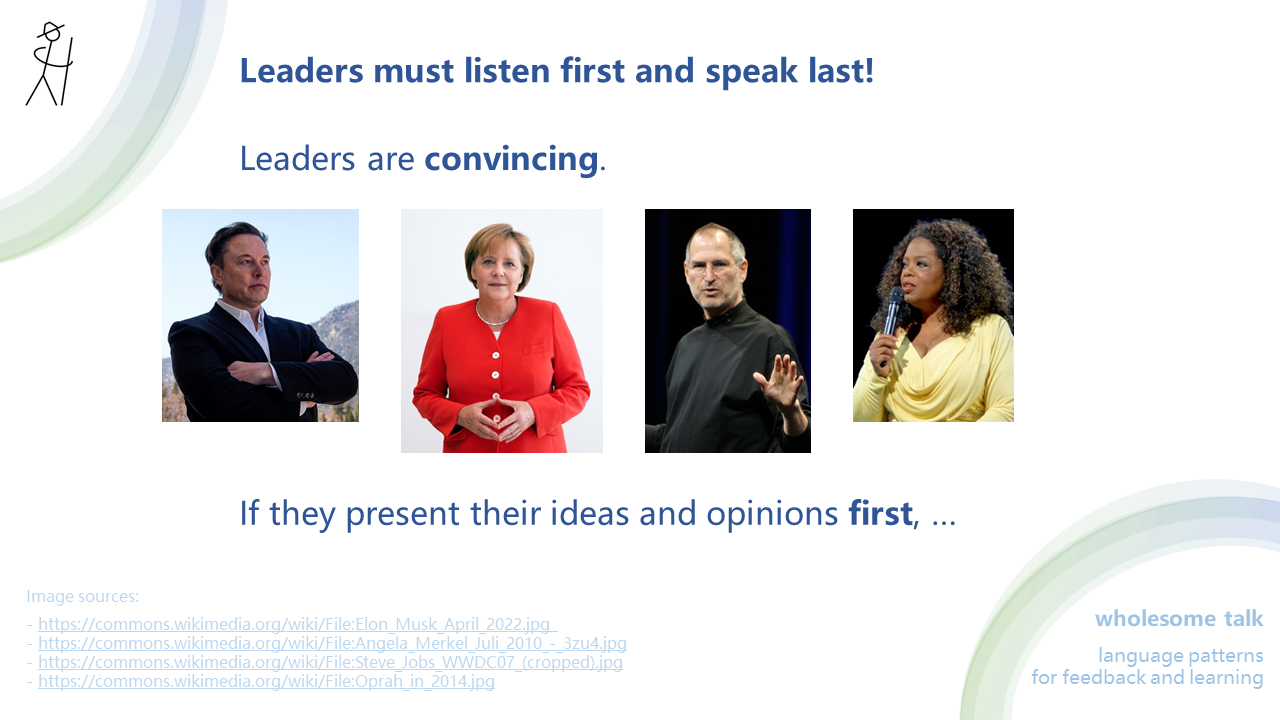 Leaders must listen first and speak last!
Leaders are convincing.
If they present their ideas and opinions first, ...
Image sources:
- https://commons.wikimedia.org/wiki/File:Elon_Musk_April_2022.jpg
- https://commons.wikimedia.org/wiki/File:Angela_Merkel_Juli_2010_-_3zu4.jpg
- https://commons.wikimedia.org/wiki/File:Steve_Jobs_WWDC07_(cropped).jpg
- https://commons.wikimedia.org/wiki/File:Oprah_in_2014.jpg
wholesome talk
language patterns
for feedback and learning